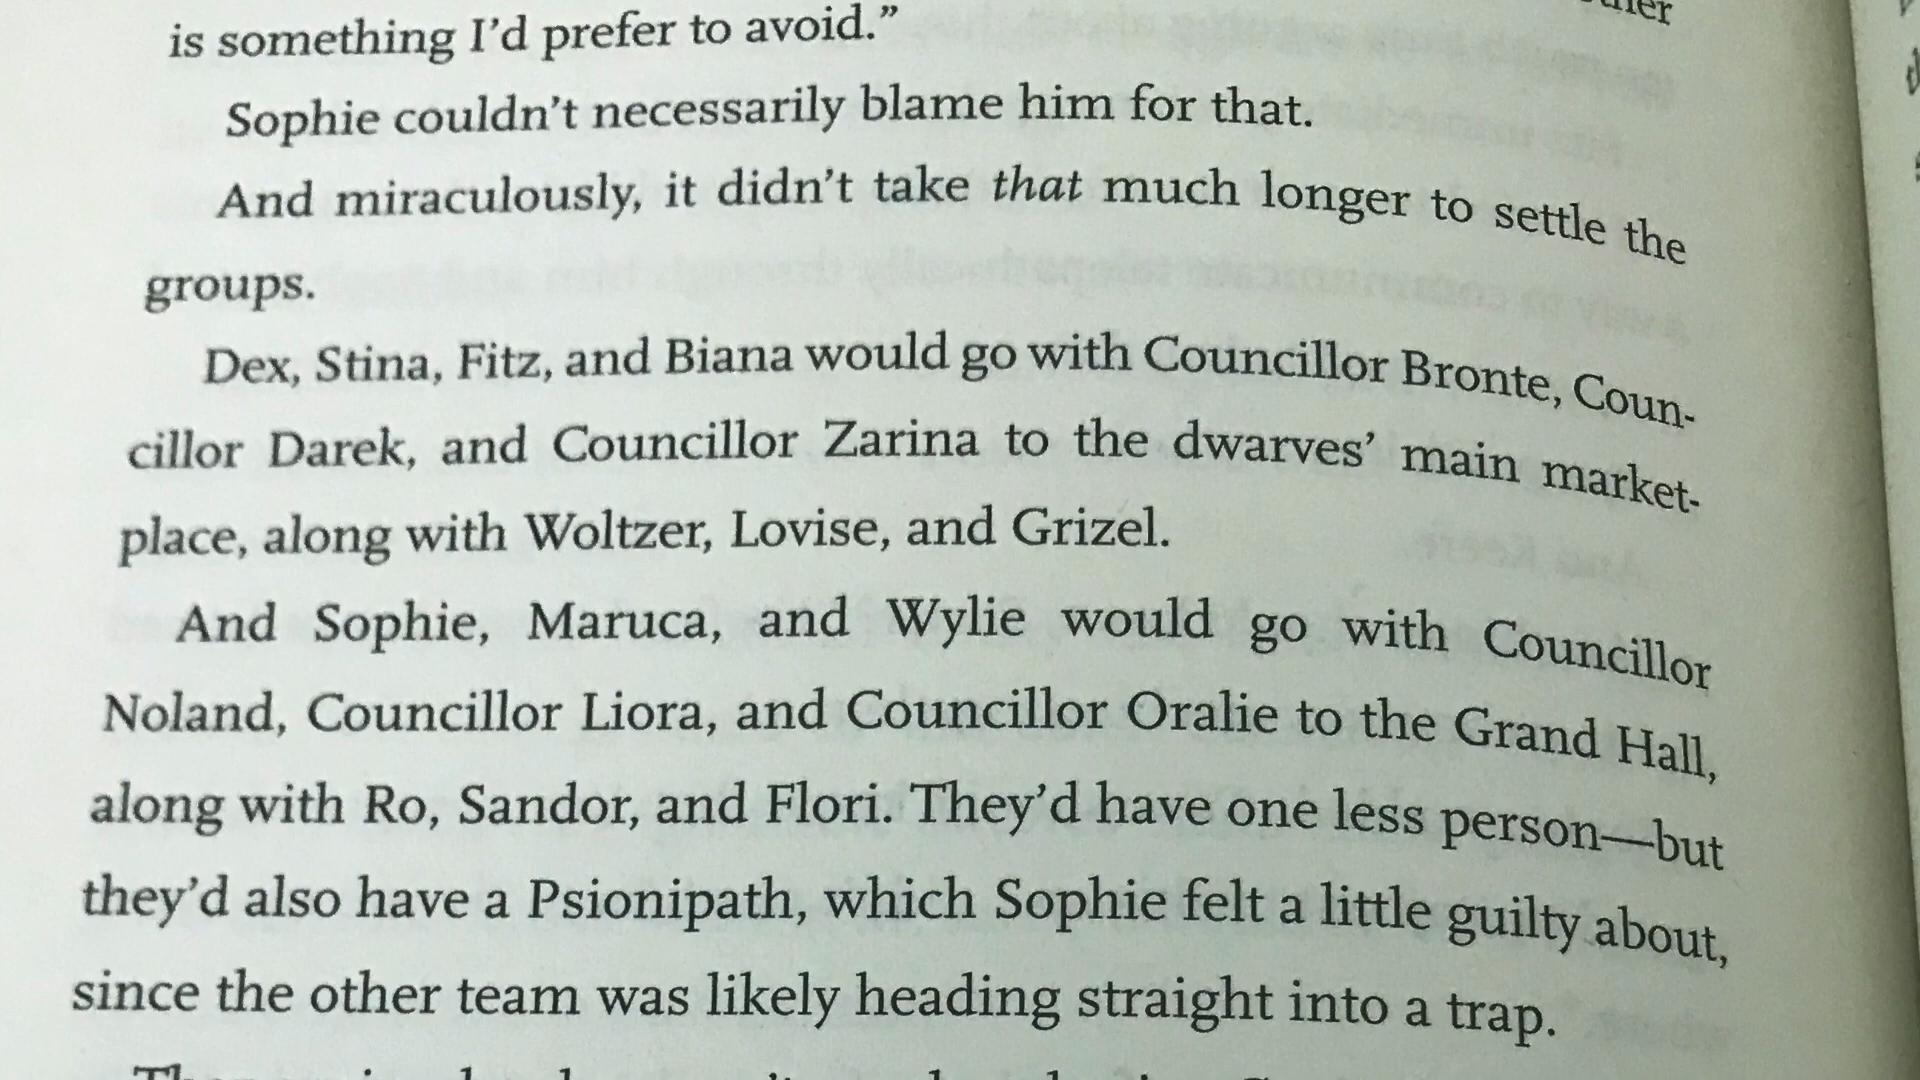 is something I'd prefer to avoid.”
Sophie couldn't necessarily blame him for that.
And miraculously, it didn't take that much longer to settle the
groups.
Dex, Stina, Fitz, and Biana would go with Councillor Bronte, Coun-
cillor Darek, and Councillor Zarina to the dwarves' main market-
place, along with Woltzer, Lovise, and Grizel.
And Sophie, Maruca, and Wylie would go with Councillor
Noland, Councillor Liora, and Councillor Oralie to the Grand Hall,
along with Ro, Sandor, and Flori. They'd have one less person—but
they'd also have a Psionipath, which Sophie felt a little guilty about,
since the other team was likely heading straight into a trap.